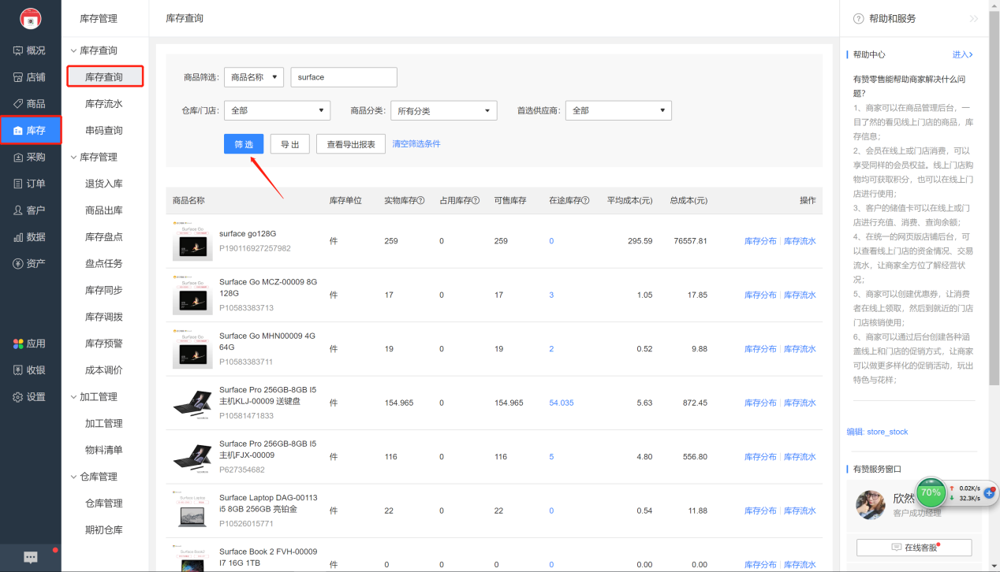 库存管理
库存查询
帮助和服务
概况
店铺
商品
库存
采购
订单
客户
数据
资产
应用
收银
设置
库存查询
库存查询
库存流水
串码查询
库存管理
退货入库
商品出库
库存盘点
盘点任务
库存同步
库存调拨
库存预警
成本调价
加工管理
加工管理
物料清单
仓库管理
仓库管理
期初仓库
商品筛选: 商品名称 surface
仓库/门店: 全部 商品分类: 所有分类 首选供应商: 全部
筛 选 导 出 查看导出报表 清空筛选条件
商品名称 库存单位 实物库存 占用库存 可售库存 在途库存 平均成本(元) 总成本(元) 操作
surface go128G
P190116927257982
件 259 0 259 0 295.59 76557.81 库存分布 库存流水
Surface Go MCZ-00009 8G
128G
P10583383713
件 17 0 17 3 1.05 17.85 库存分布 库存流水
Surface Go MHN00009 4G
64G
P10583383711
件 19 0 19 2 0.52 9.88 库存分布 库存流水
Surface Pro 256GB-8GB I5
主机KLJ-00009 送键盘
P10581471833
件 154.965 0 154.965 54.035 5.63 872.45 库存分布 库存流水
Surface Pro 256GB-8GB I5
主机FJX-00009
P627354682
件 116 0 116 5 4.80 556.80 库存分布 库存流水
Surface Laptop DAG-00113
i5 8GB 256GB 亮铂金
P10526015771
件 22 0 22 0 0.54 11.88 库存分布 库存流水
Surface Book 2 FVH-00009
I7 16G 1TB
件 0 0 0 0 0.00 0.00 库存分布 库存流水
帮助中心 进入
有赞零售能帮助商家解决什么问
题?
1、商家可以在商品管理后台，一
目了然的看见线上门店的商品，库
存信息；
2、会员在线上或门店消费，可以
享受同样的会员权益。线上门店购
物均可获取积分，也可以在线上门
店进行使用；
3、客户的储值卡可以在线上或门
店进行充值、消费、查询余额；
4、在统一的网页版店铺后台，可
以查看线上门店的资金情况、交易
流水，让商家全方位了解经营状
况；
5、商家可以创建优惠券，让消费
者在线上领取，然后到就近的门店
门店核销使用；
6、商家可以通过后台创建各种涵
盖线上和门店的促销方式，让商家
可以做更多样化的促销活动，玩出
特色与花样；
编辑: store_stock
有赞服务窗口
70%
0.02K/s
32.3K/s
欣然
客户成功经理
在线客服